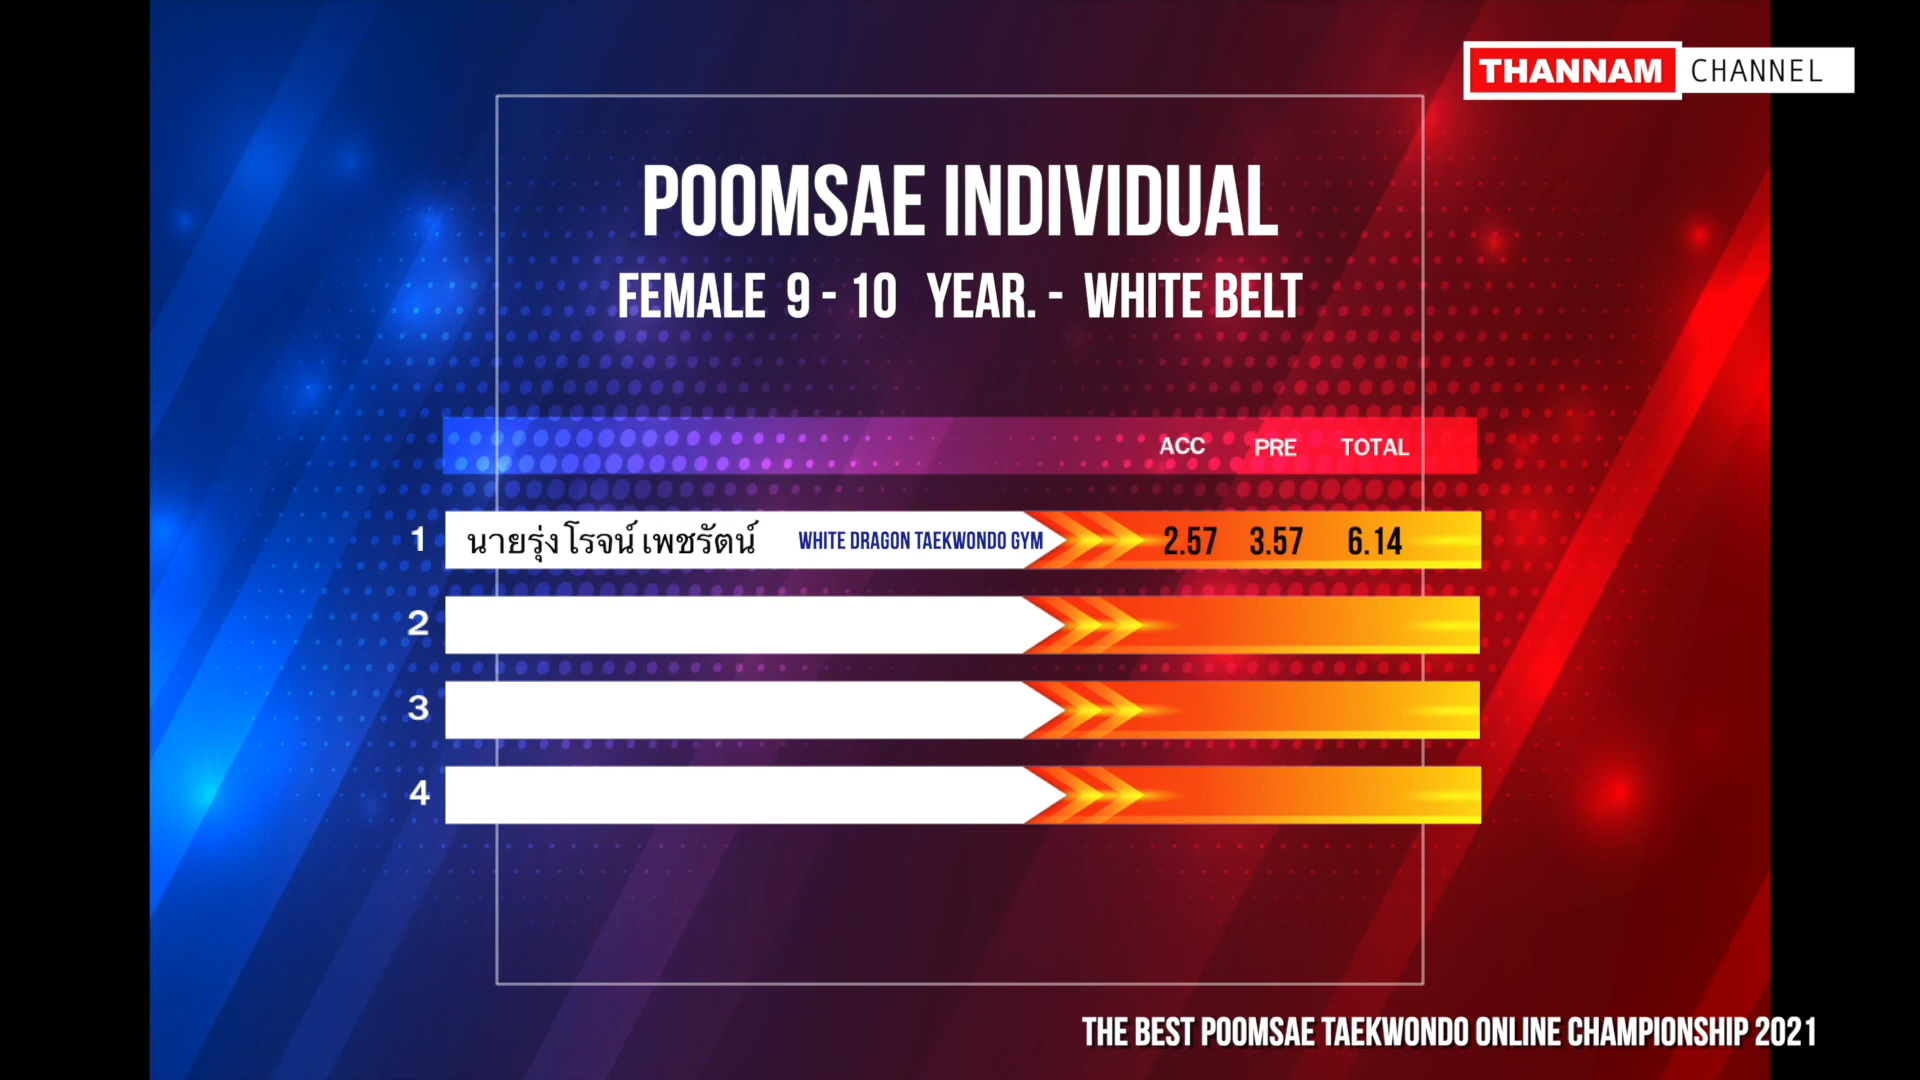 THANNAM CHANNEL
POOMSAE INDIVIDUAL
FEMALE 9 - 10 YEAR. - WHITE BELT
ACC PRE TOTAL
1 นายรุ่งโรจน์ เพชรัตน์ WHITE DRAGON TAEKWONDO GYM 2.57 3.57 6.14
2
3
4
THE BEST POOMSAE TAEKWONDO ONLINE CHAMPIONSHIP 2021